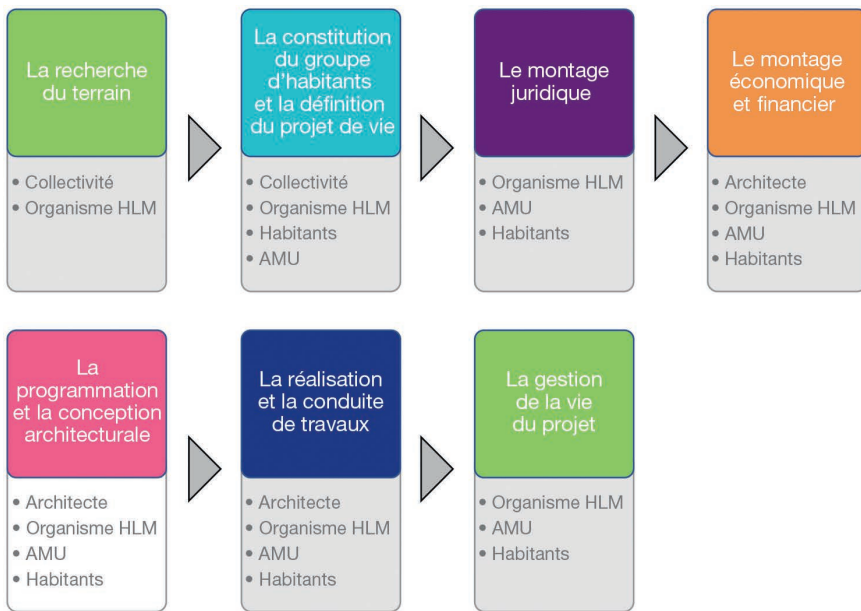 La recherche
du terrain
• Collectivité
• Organisme HLM
La constitution
du groupe
d'habitants
et la définition
du projet de vie
• Collectivité
• Organisme HLM
• Habitants
• AMU
Le montage
juridique
• Organisme HLM
• AMU
• Habitants
Le montage
économique
et financier
• Architecte
• Organisme HLM
• AMU
• Habitants
La
programmation
et la conception
architecturale
• Architecte
• Organisme HLM
• AMU
• Habitants
La réalisation
et la conduite
de travaux
• Architecte
• Organisme HLM
• AMU
• Habitants
La gestion
de la vie
du projet
• Organisme HLM
• AMU
• Habitants